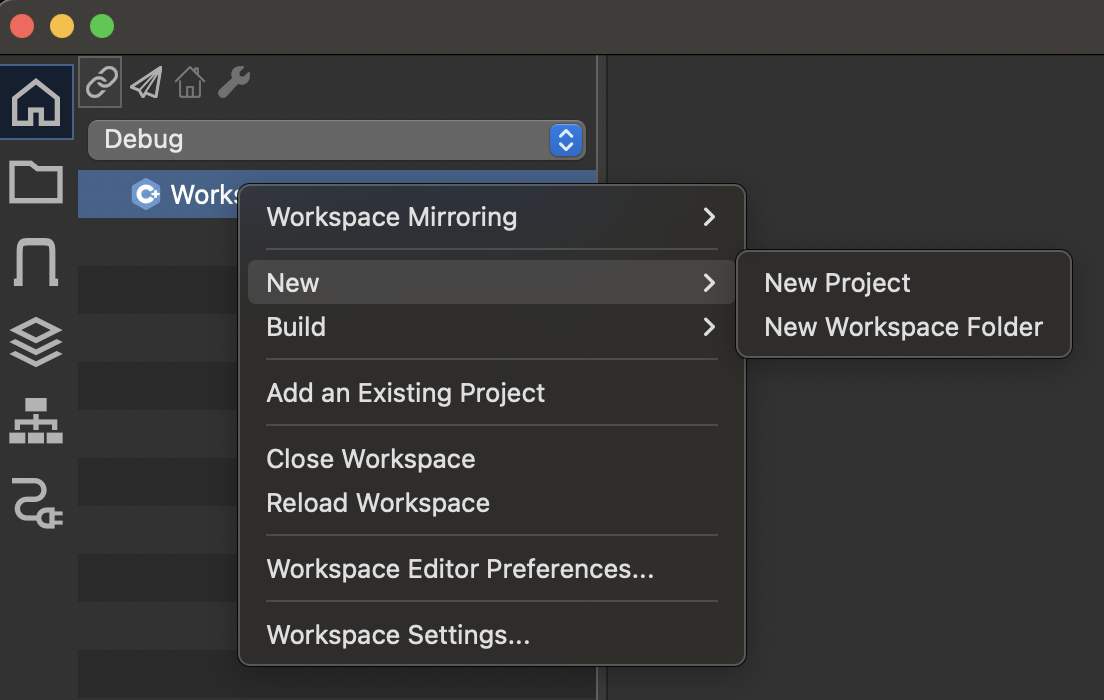 Debug
Works
Workspace Mirroring
New
Build
Add an Existing Project
Close Workspace
Reload Workspace
Workspace Editor Preferences...
Workspace Settings...
New Project
New Workspace Folder